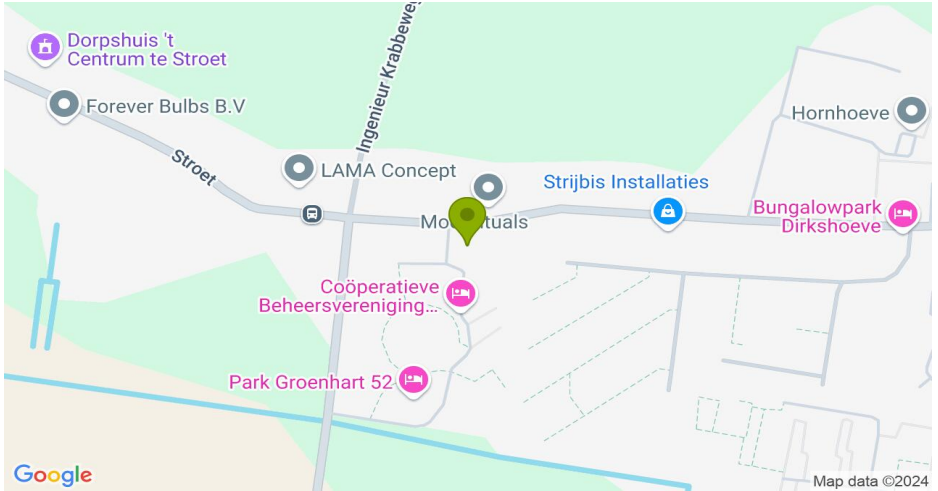 Dorpshuis 't
Centrum te Stroet
Forever Bulbs B.V
Ingenieur Krabbeweg
Hornhoeve
Stroet
LAMA Concept
Strijbis Installaties
Bungalowpark
Dirkshoeve
Coöperatieve
Beheersvereniging...
Park Groenhart 52
Google
Map data ©2024